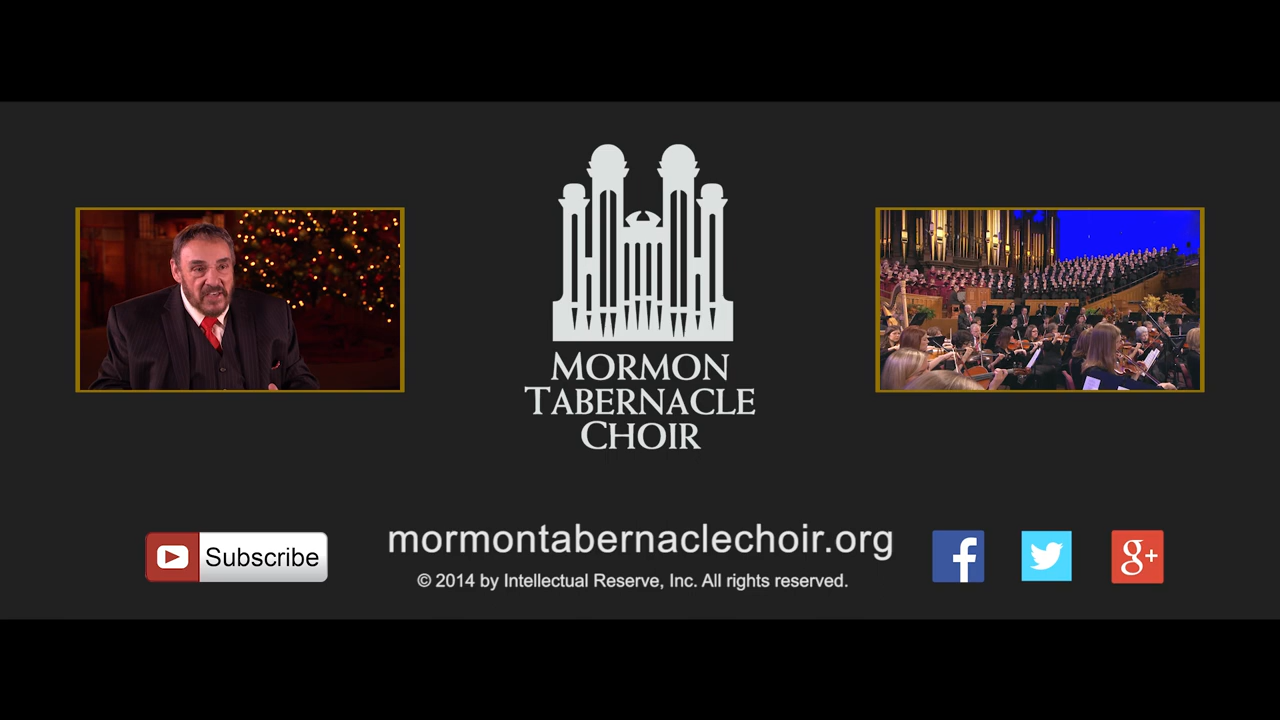 MORMON
TABERNACLE
CHOIR
Subscribe
mormontabernaclechoir.org
© 2014 by Intellectual Reserve, Inc. All rights reserved.
f
g+